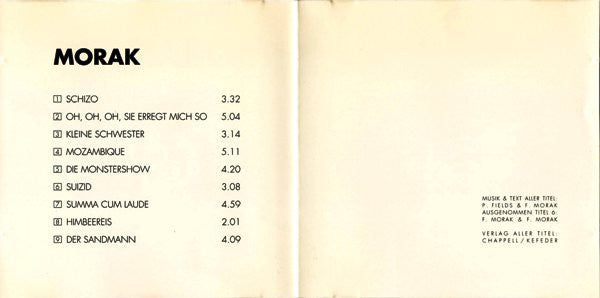 MORAK
1 SCHIZO 3.32
2 OH, OH, OH, SIE ERREGT MICH SO 5.04
3 KLEINE SCHWESTER 3.14
4 MOZAMBIQUE 5.11
5 DIE MONSTERSHOW 4.20
6 SUIZID 3.08
7 SUMMA CUM LAUDE 4.59
8 HIMBEEREIS 2.01
9 DER SANDMANN 4.09
MUSIK & TEXT ALLER TITEL:
P. FIELDS & F. MORAK
AUSGENOMMEN TITEL 6:
F. MORAK & F. MORAK
VERLAG ALLER TITEL:
CHAPPELL/KEFEDER